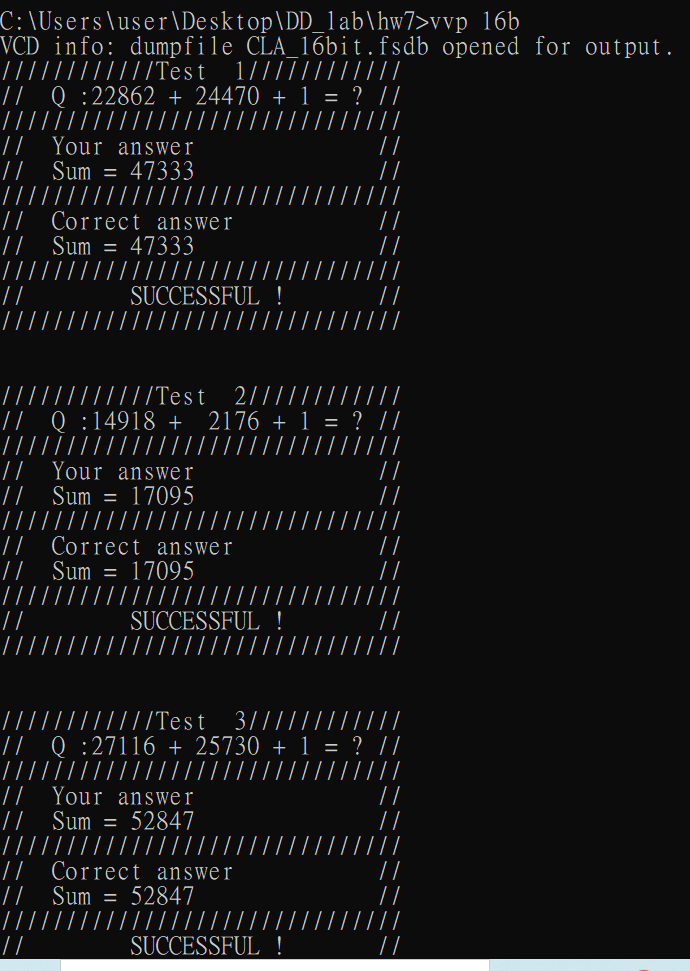 C:\Users\user\Desktop\DD_lab\hw7>vvp 16b
VCD info: dumpfile CLA_16bit.fsdb opened for output.
////////////Test  1////////////
//  Q :22862 + 24470 + 1 = ? //
///////////////////////////////
//  Your answer              //
//  Sum = 47333              //
///////////////////////////////
//  Correct answer           //
//  Sum = 47333              //
///////////////////////////////
//        SUCCESSFUL !       //
///////////////////////////////
////////////Test  2////////////
//  Q :14918 +  2176 + 1 = ? //
///////////////////////////////
//  Your answer              //
//  Sum = 17095              //
///////////////////////////////
//  Correct answer           //
//  Sum = 17095              //
///////////////////////////////
//        SUCCESSFUL !       //
///////////////////////////////
////////////Test  3////////////
//  Q :27116 + 25730 + 1 = ? //
///////////////////////////////
//  Your answer              //
//  Sum = 52847              //
///////////////////////////////
//  Correct answer           //
//  Sum = 52847              //
///////////////////////////////
//        SUCCESSFUL !       //